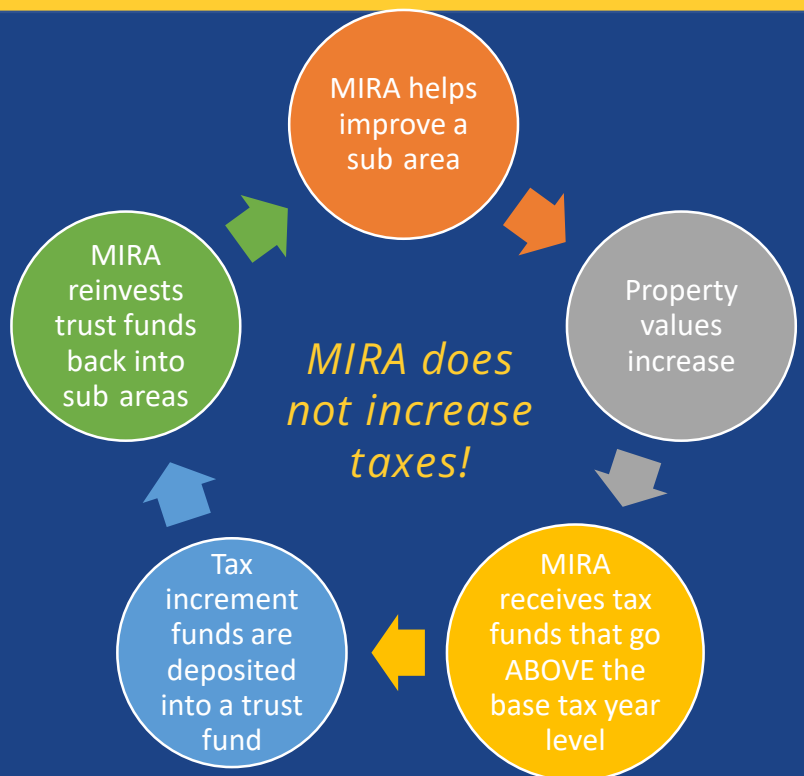 MIRA helps
improve a
sub area
Property
values
increase
MIRA
receives tax
funds that go
ABOVE the
base tax year
level
Tax
increment
funds are
deposited
into a trust
fund
MIRA
reinvests
trust funds
back into
sub areas
MIRA does
not increase
taxes!